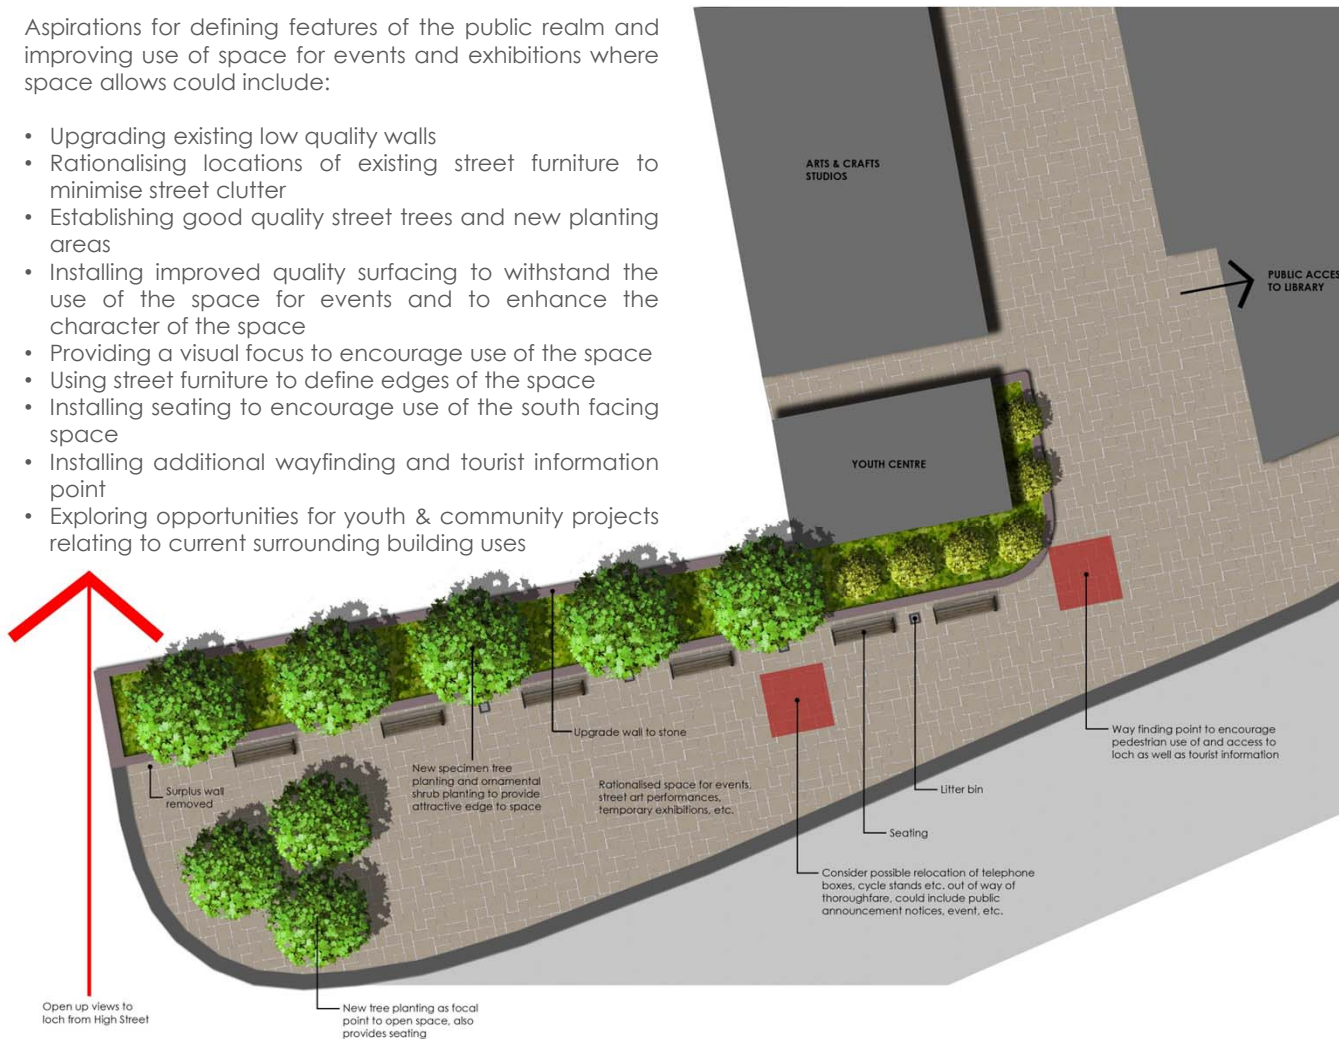 Aspirations for defining features of the public realm and
improving use of space for events and exhibitions where
space allows could include:
• Upgrading existing low quality walls
• Rationalising locations of existing street furniture to
minimise street clutter
• Establishing good quality street trees and new planting
areas
• Installing improved quality surfacing to withstand the
use of the space for events and to enhance the
character of the space
• Providing a visual focus to encourage use of the space
• Using street furniture to define edges of the space
• Installing seating to encourage use of the south facing
space
• Installing additional wayfinding and tourist information
point
• Exploring opportunities for youth & community projects
relating to current surrounding building uses
ARTS & CRAFTS
STUDIOS
PUBLIC ACCES
TO LIBRARY
YOUTH CENTRE
Surplus wall
removed
New specimen tree
planting and ornamental
shrub planting to provide
attractive edge to space
Upgrade wall to stone
Rationalised space for events,
street art performances,
temporary exhibitions, etc.
Way finding point to encourage
pedestrian use of and access to
loch as well as tourist information
Litter bin
Seating
Consider possible relocation of telephone
boxes, cycle stands etc. out of way of
thoroughfare, could include public
announcement notices, event, etc.
Open up views to
loch from High Street
New tree planting as focal
point to open space, also
provides seating